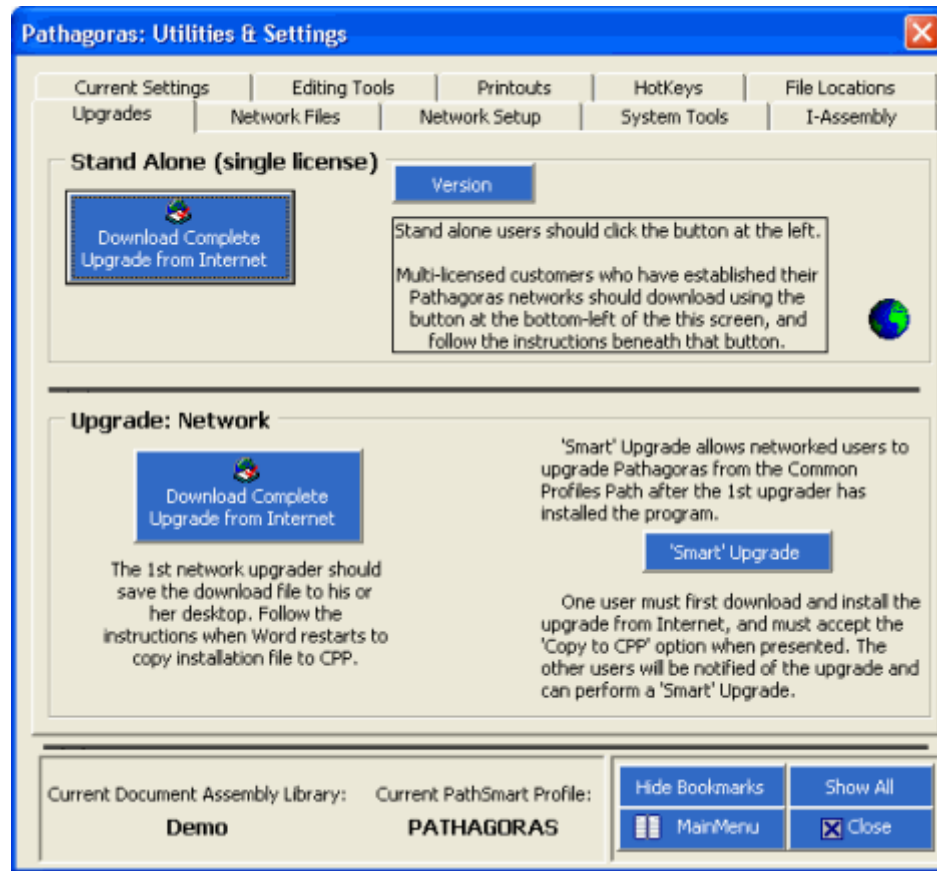 Pathagoras: Utilities & Settings
Current Settings
Editing Tools
Printouts
HotKeys
File Locations
Upgrades
Network Files
Network Setup
System Tools
I-Assembly
Stand Alone (single license)
Version
Download Complete
Upgrade from Internet
Stand alone users should click the button at the left.
Multi-licensed customers who have established their
Pathagoras networks should download using the
button at the bottom-left of the this screen, and
follow the instructions beneath that button.
Upgrade: Network
Download Complete
Upgrade from Internet
The 1st network upgrader should
save the download file to his or
her desktop. Follow the
instructions when Word restarts to
copy installation file to CPP.
'Smart' Upgrade allows networked users to
upgrade Pathagoras from the Common
Profiles Path after the 1st upgrader has
installed the program.
'Smart' Upgrade
One user must first download and install the
upgrade from Internet, and must accept the
'Copy to CPP' option when presented. The
other users will be notified of the upgrade and
can perform a 'Smart' Upgrade.
Current Document Assembly Library:
Demo
Current PathSmart Profile:
PATHAGORAS
Hide Bookmarks
Show All
MainMenu
Close